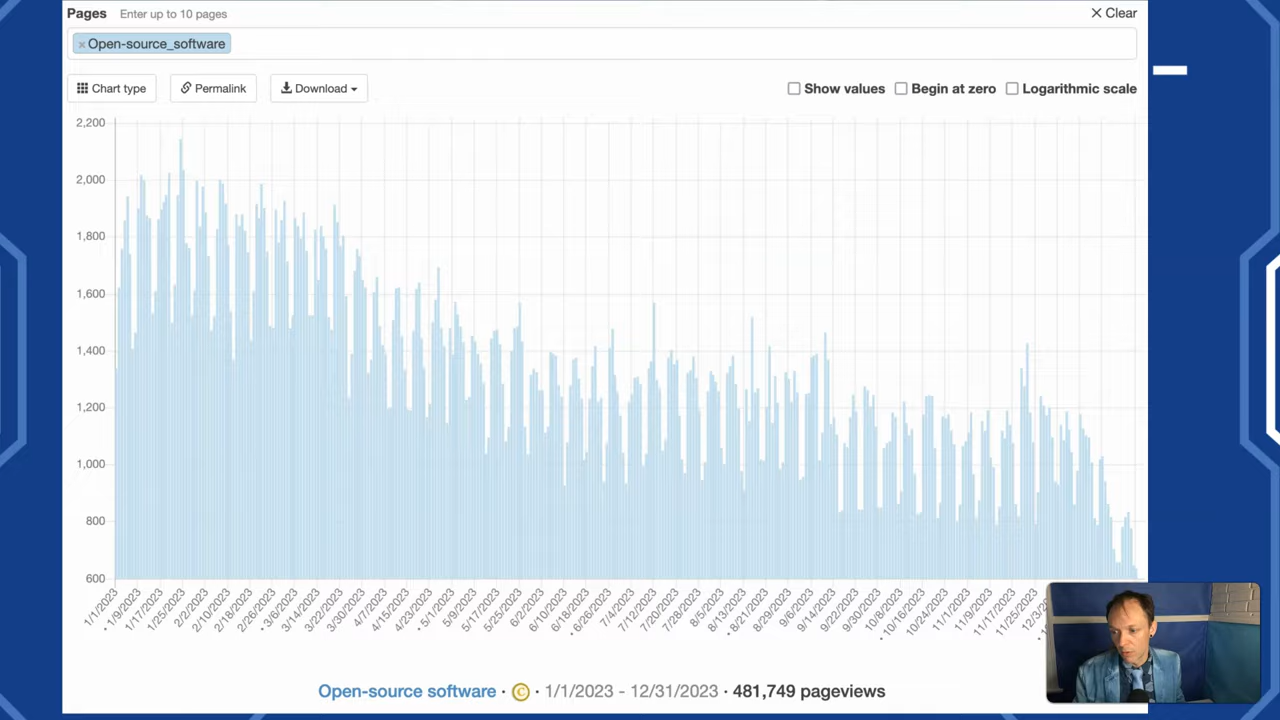 Pages Enter up to 10 pages × Clear
× Open-source_software
Chart type Permalink Download Show values Begin at zero Logarithmic scale
2,200
2,000
1,800
1,600
1,400
1,200
1,000
800
600
1/1/2023 1/9/2023 1/17/2023 1/25/2023 2/2/2023 2/10/2023 2/18/2023 2/26/2023 3/6/2023 3/14/2023 3/22/2023 3/30/2023 4/7/2023 4/15/2023 4/23/2023 5/1/2023 5/9/2023 5/17/2023 5/25/2023 6/2/2023 6/10/2023 6/18/2023 6/26/2023 7/4/2023 7/12/2023 7/20/2023 7/28/2023 8/5/2023 8/13/2023 8/21/2023 8/29/2023 9/6/2023 9/14/2023 9/22/2023 9/30/2023 10/8/2023 10/16/2023 10/24/2023 11/1/2023 11/9/2023 11/17/2023 11/25/2023
Open-source software · © · 1/1/2023 - 12/31/2023 · 481,749 pageviews